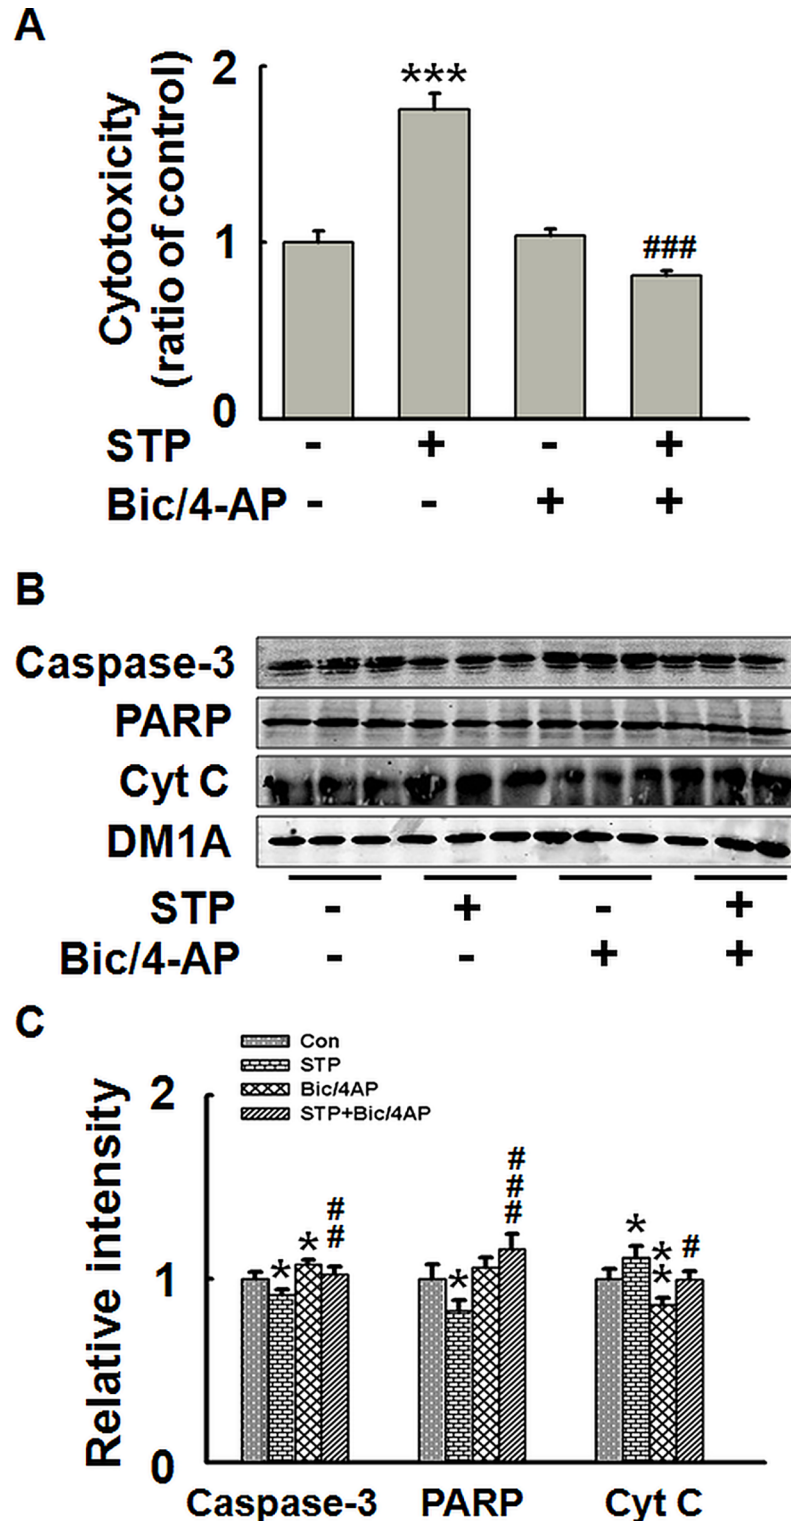 A
2
1
0
Cytotoxicity
(ratio of control)
***
###
STP - + - +
Bic/4-AP - - + +
B
Caspase-3
PARP
Cyt C
DM1A
STP - + - +
Bic/4-AP - - + +
C
Con
STP
Bic/4AP
STP+Bic/4AP
2
1
0
Relative intensity
* * ##
* ###
* ** #
Caspase-3 PARP Cyt C